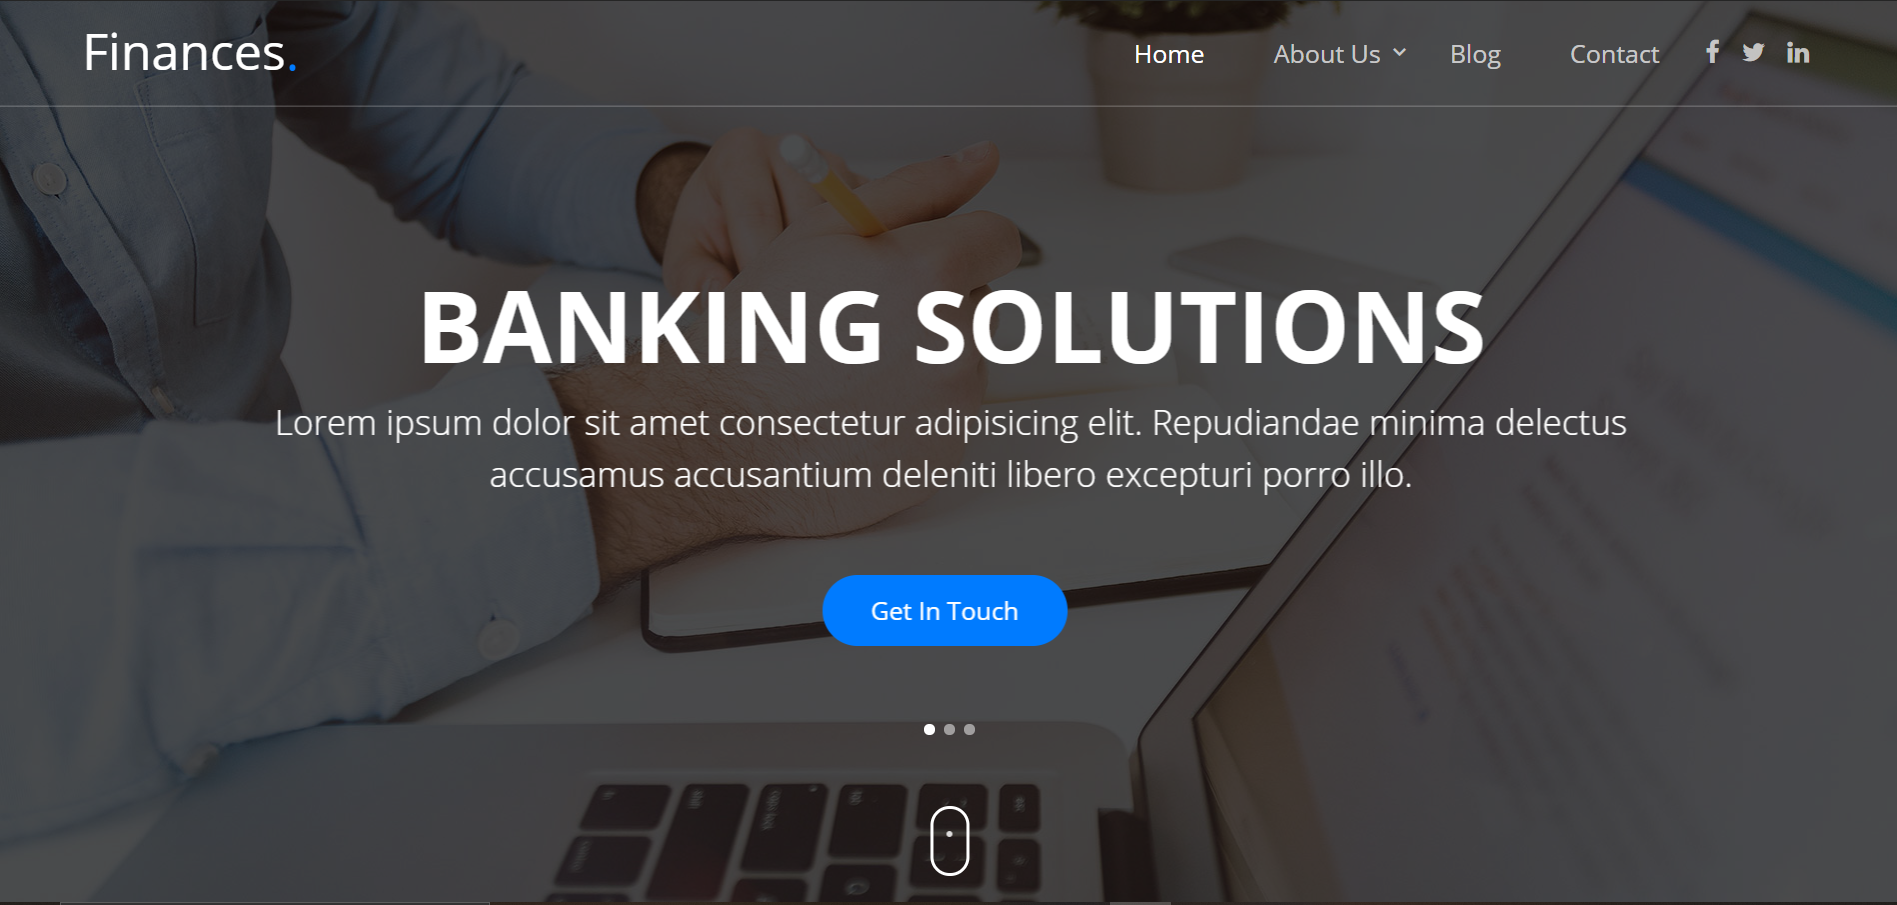 Finances.
Home About Us Blog Contact
BANKING SOLUTIONS
Lorem ipsum dolor sit amet consectetur adipisicing elit. Repudiandae minima delectus
accusamus accusantium deleniti libero excepturi porro illo.
Get In Touch